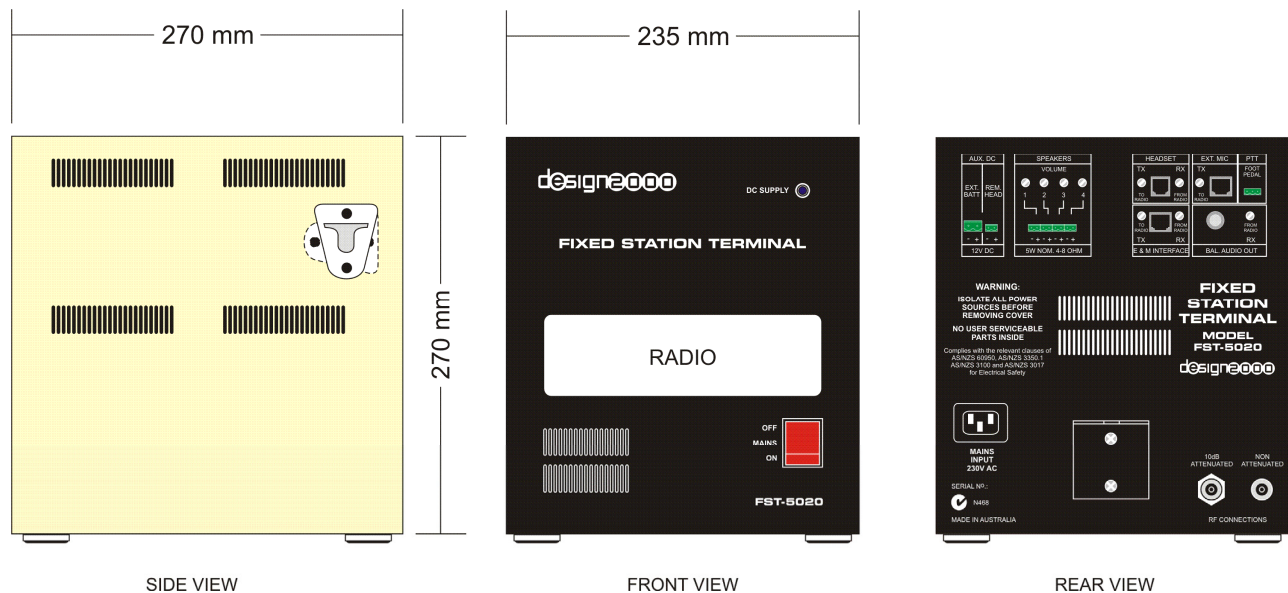 270 mm
270 mm
SIDE VIEW
235 mm
design2000
DC SUPPLY
FIXED STATION TERMINAL
RADIO
OFF
MAINS
ON
FST-5020
FRONT VIEW
AUX. DC
EXT. BATT
REM. HEAD
- + - +
12V DC
SPEAKERS
VOLUME
1 2 3 4
- + - + - + - +
5W NOM. 4-8 OHM
HEADSET
TX RX
TO RADIO
FROM RADIO
EXT. MIC
TX
TO RADIO
PTT
FOOT PEDAL
TO RADIO
FROM RADIO
TX RX
E & M INTERFACE
FROM RADIO
RX
BAL. AUDIO OUT
WARNING:
ISOLATE ALL POWER
SOURCES BEFORE
REMOVING COVER
NO USER SERVICEABLE
PARTS INSIDE
Complies with the relevant clauses of
AS/NZS 60950, AS/NZS 3350.1
AS/NZS 3100 and AS/NZS 3017
for Electrical Safety
FIXED
STATION
TERMINAL
MODEL
FST-5020
design2000
MAINS
INPUT
230V AC
SERIAL Nº.:
N468
MADE IN AUSTRALIA
10dB
ATTENUATED
NON
ATTENUATED
RF CONNECTIONS
REAR VIEW